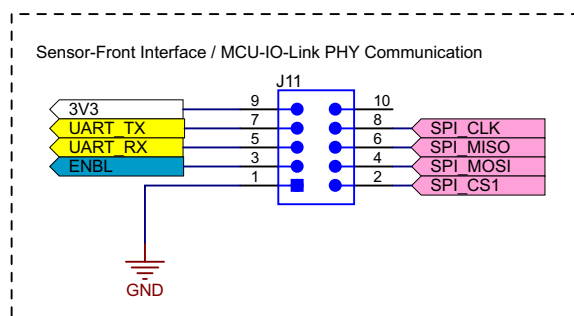 Sensor-Front Interface / MCU-IO-Link PHY Communication
J11
3V3 9 10
UART_TX 7 8 SPI_CLK
UART_RX 5 6 SPI_MISO
ENBL 3 4 SPI_MOSI
1 2 SPI_CS1
GND